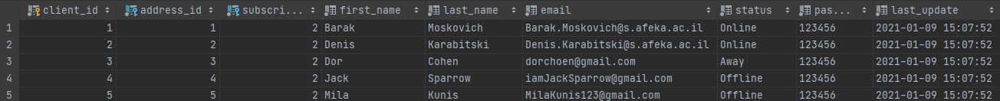 client_id address_id subscri... first_name last_name email status pas... last_update
1 1 1 2 Barak Moskovich Barak.Moskovich@s.afeka.ac.il Online 123456 2021-01-09 15:07:52
2 2 2 2 Denis Karabitski Denis.Karabitski@s.afeka.ac.il Online 123456 2021-01-09 15:07:52
3 3 3 2 Dor Cohen dorchoen@gmail.com Away 123456 2021-01-09 15:07:52
4 4 4 2 Jack Sparrow iamJackSparrow@gmail.com Offline 123456 2021-01-09 15:07:52
5 5 5 2 Mila Kunis MilaKunis123@gmail.com Offline 123456 2021-01-09 15:07:52